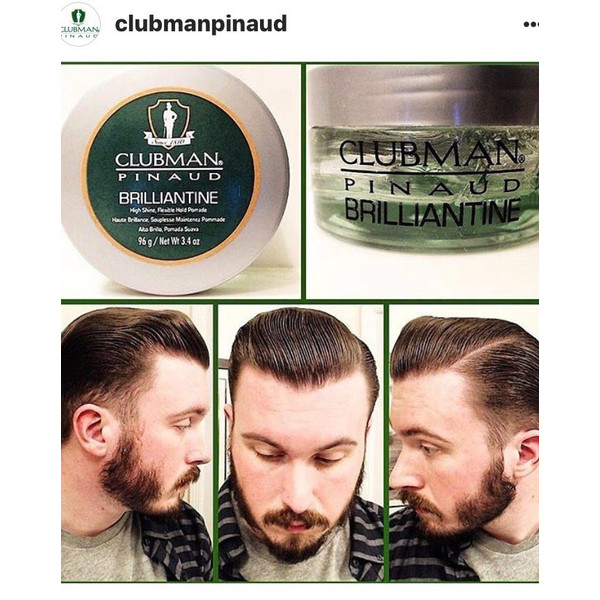 CLUBMAN
PINAUD
clubmanpinaud
Since 1810
CLUBMAN®
PINAUD
BRILLIANTINE
High Shine, Flexible Hold Pomade
Haute Brillance, Souplesse Maintenez Pommade
Alto Brillo, Pomada Suava
96 g / Net Wt 3.4 oz
CLUBMAN®
PINAUD
BRILLIANTINE